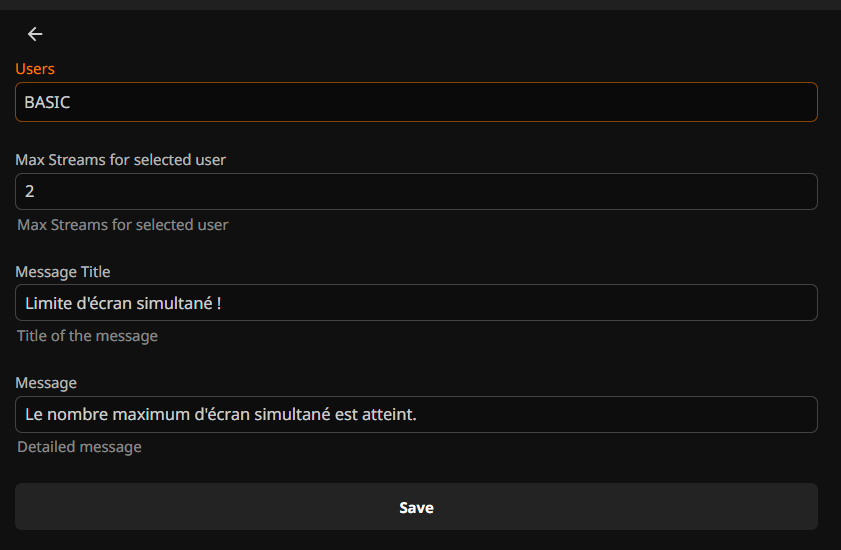 Users
BASIC
Max Streams for selected user
2
Max Streams for selected user
Message Title
Limite d'écran simultané !
Title of the message
Message
Le nombre maximum d'écran simultané est atteint.
Detailed message
Save